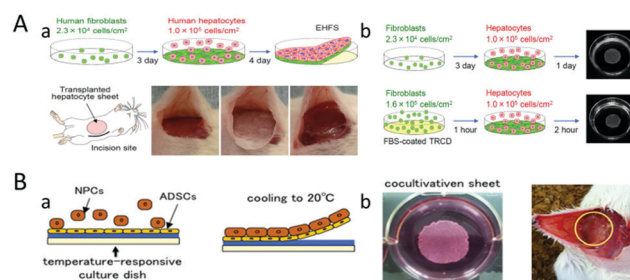 A
a
Human fibroblasts
2.3 x 10⁴ cells/cm²
Human hepatocytes
1.0 x 10⁵ cells/cm²
EHFS
3 day
4 day
Transplanted
hepatocyte sheet
Incision site
b
Fibroblasts
2.3 x 10⁴ cells/cm²
Hepatocytes
1.0 x 10⁵ cells/cm²
3 day
1 day
Fibroblasts
1.6 x 10⁵ cells/cm²
Hepatocytes
1.0 x 10⁵ cells/cm²
FBS-coated TRCD
1 hour
2 hour
B
a
NPCs
ADSCs
temperature-responsive
culture dish
cooling to 20℃
b
cocultivativen sheet